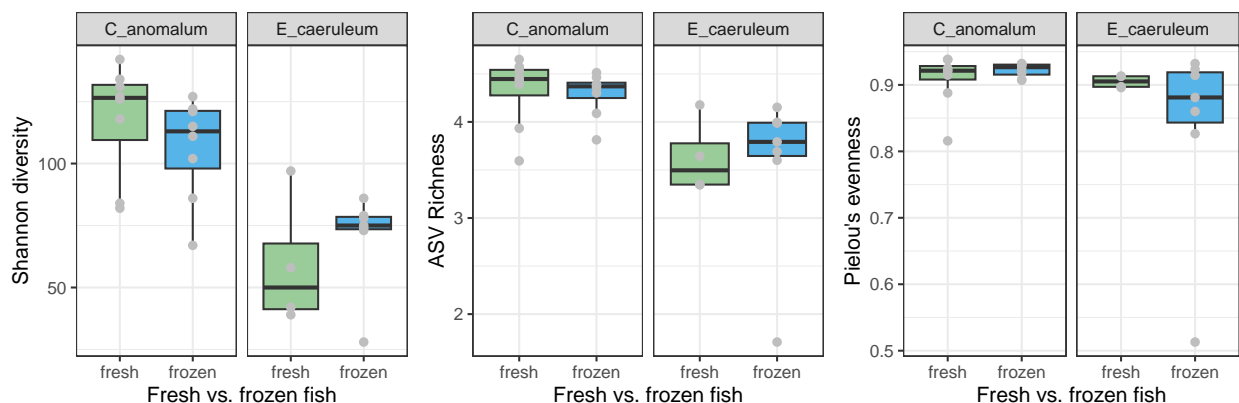 Shannon diversity
C_anomalum
E_caeruleum
100
50
fresh
frozen
fresh
frozen
Fresh vs. frozen fish
ASV Richness
C_anomalum
E_caeruleum
4
3
2
fresh
frozen
fresh
frozen
Fresh vs. frozen fish
Pielou's evenness
C_anomalum
E_caeruleum
0.9
0.8
0.7
0.6
0.5
fresh
frozen
fresh
frozen
Fresh vs. frozen fish